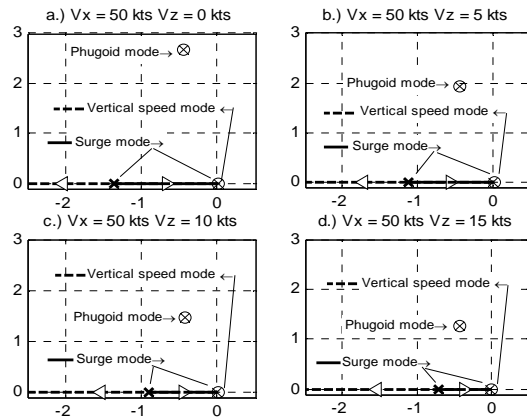 a.) Vx = 50 kts Vz = 0 kts
3
Phugoid mode→
2
Vertical speed mode ←
1
Surge mode→
0
-2 -1 0
b.) Vx = 50 kts Vz = 5 kts
3
Phugoid mode→
2
Vertical speed mode ←
1
Surge mode→
0
-2 -1 0
c.) Vx = 50 kts Vz = 10 kts
3
Vertical speed mode ←
2
Phugoid mode→
1
Surge mode→
0
-2 -1 0
d.) Vx = 50 kts Vz = 15 kts
3
Vertical speed mode ←
2
Phugoid mode→
1
Surge mode→
0
-2 -1 0